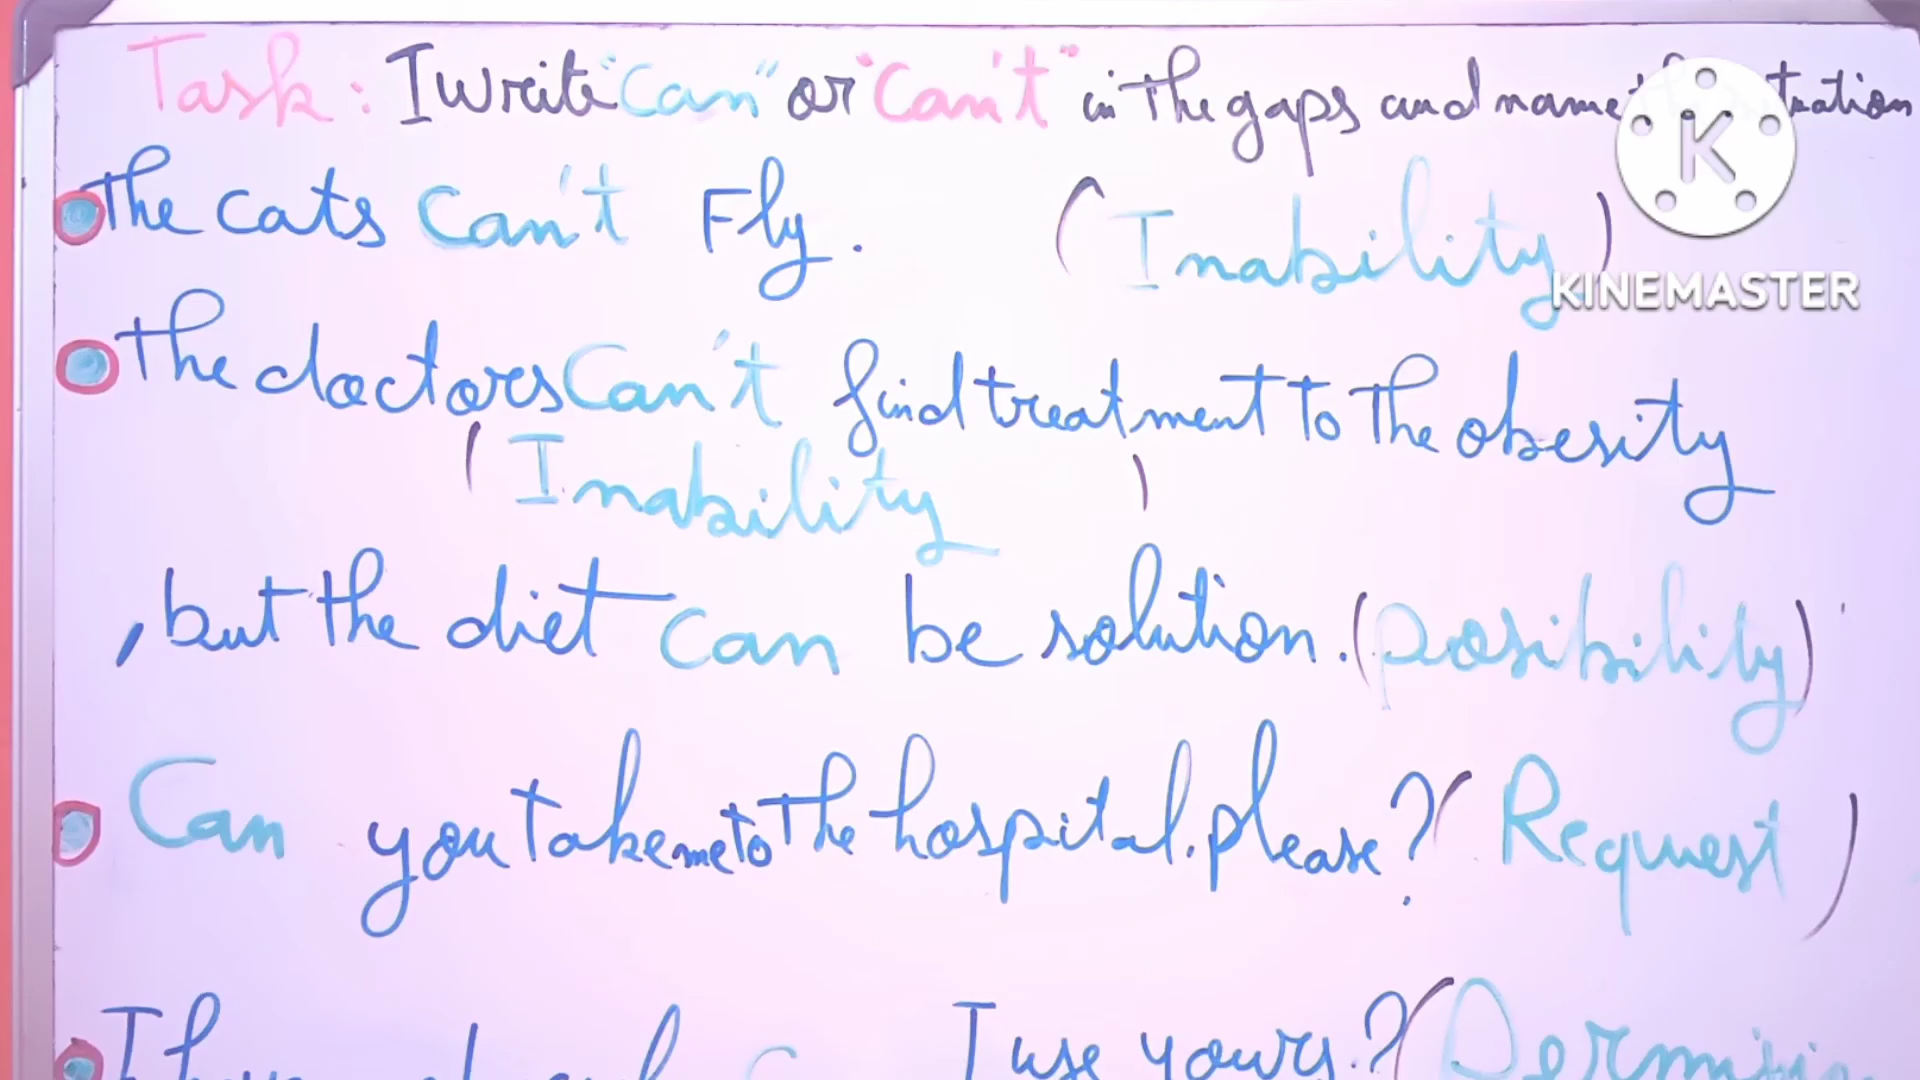 Task: I write "Can" or "Can't" in the gaps and name
The cats Can't Fly. (Inability)
K
KINEMASTER
The doctors Can't find treatment to the obesity
(Inability)
, but the diet can be solution. (posibility)
Can you take me to the hospital. please? (Request)
I use yours.?